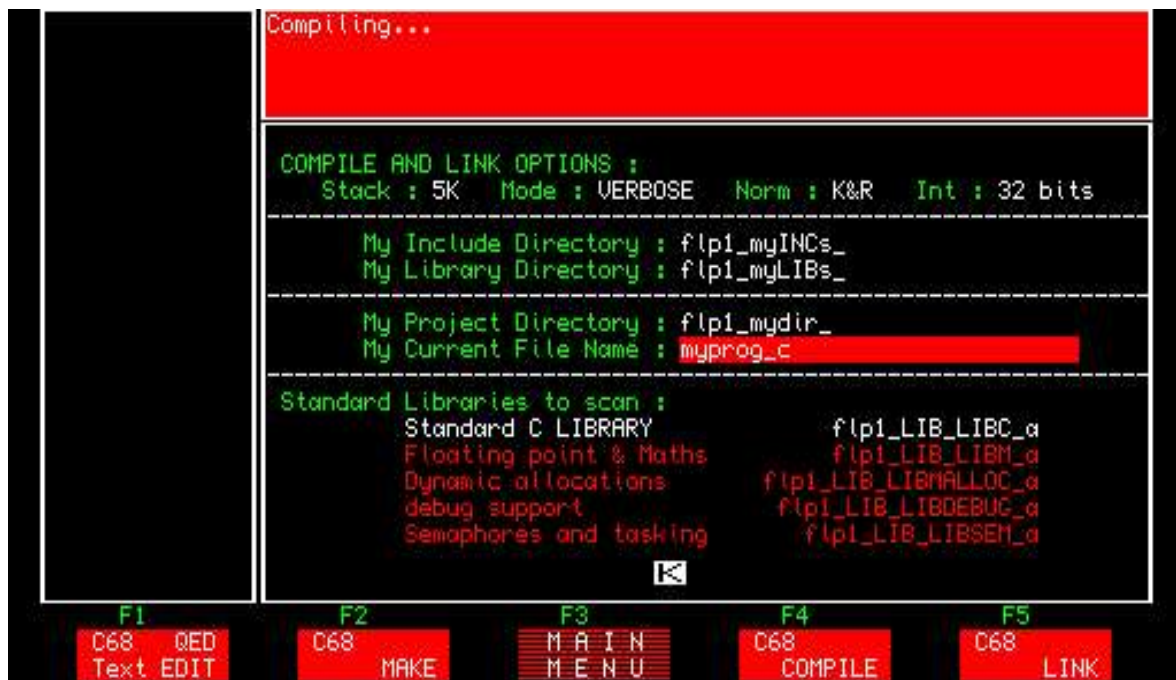 Compiling...
COMPILE AND LINK OPTIONS :
Stack : 5K Mode : VERBOSE Norm : K&R Int : 32 bits
My Include Directory : flp1_myINCs_
My Library Directory : flp1_myLIBs_
My Project Directory : flp1_mydir_
My Current File Name : myprog_c
Standard Libraries to scan :
Standard C LIBRARY flp1_LIB_LIBC_a
Floating point & Maths flp1_LIB_LIBM_a
Dynamic allocations flp1_LIB_LIBMALLOC_a
debug support flp1_LIB_LIBDEBUG_a
Semaphores and tasking flp1_LIB_LIBSEM_a
K
F1 F2 F3 F4 F5
C68 QED C68 M A I N C68 C68
Text EDIT MAKE M E N U COMPILE LINK